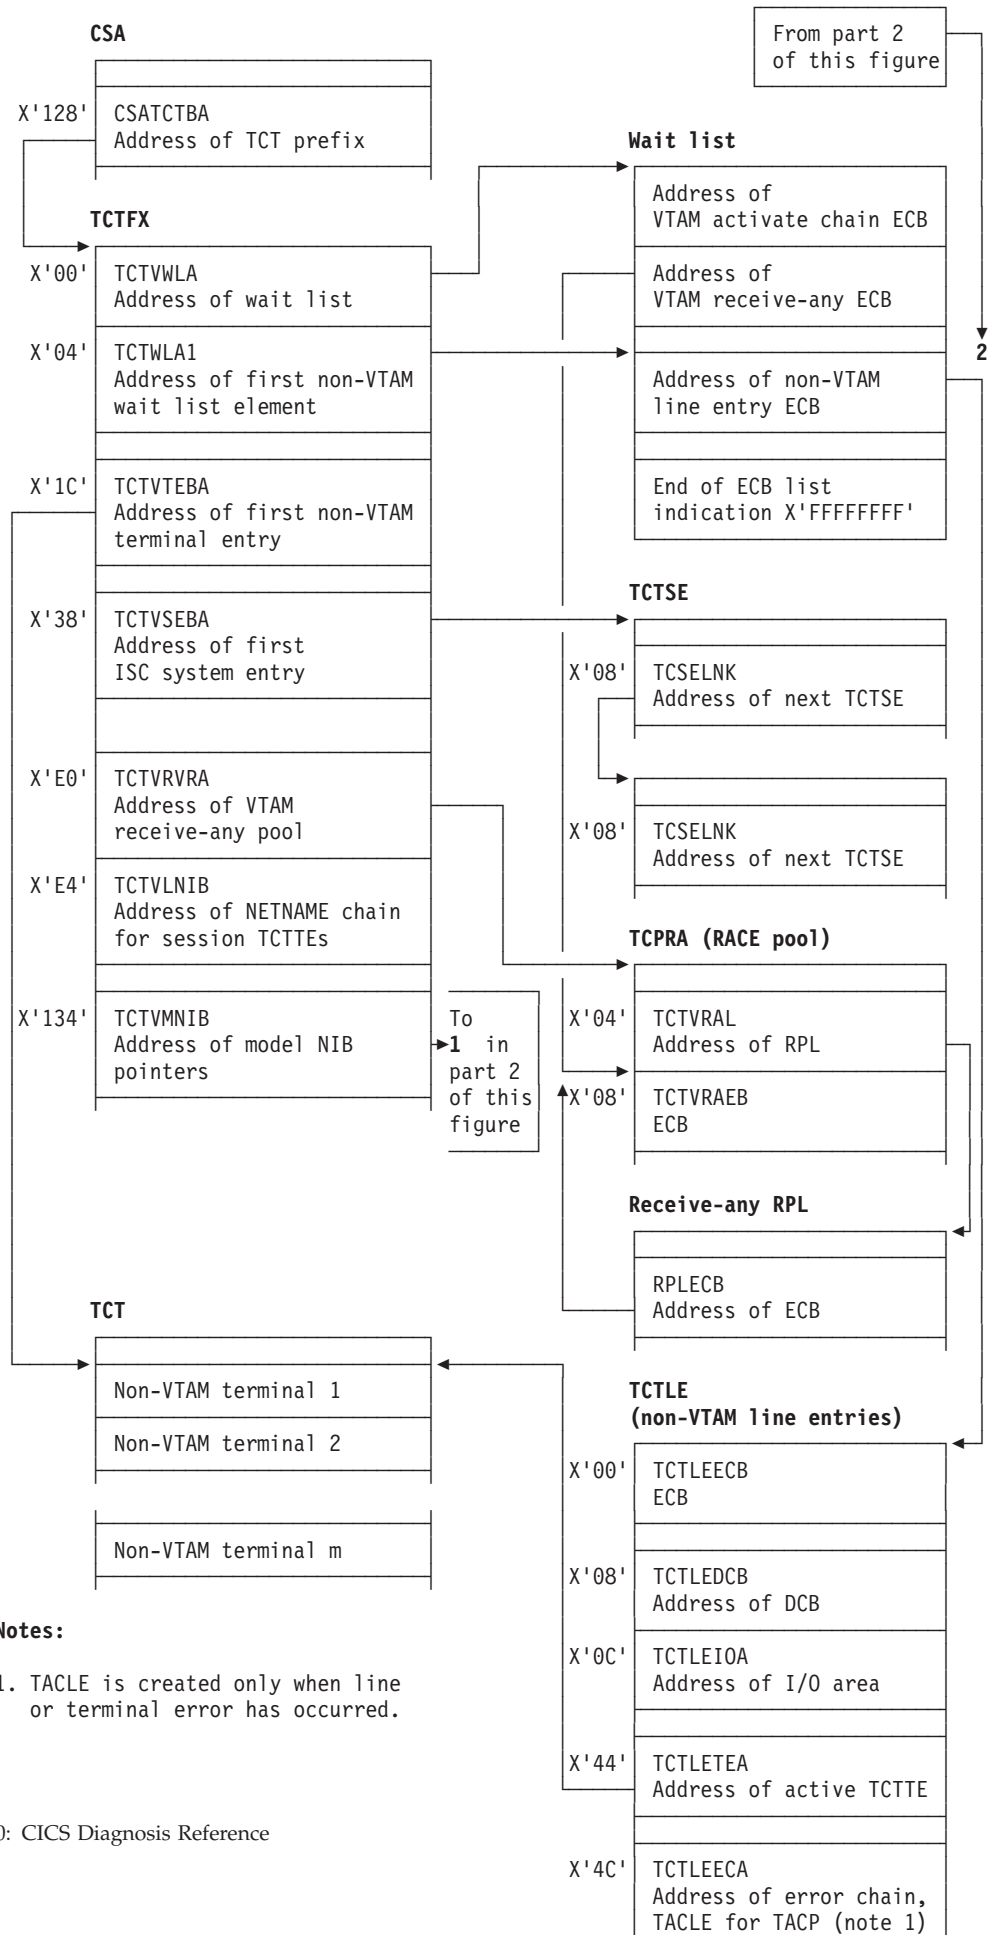 CSA
X'128'
CSATCTBA
Address of TCT prefix
TCTFX
X'00'
TCTVWLA
Address of wait list
X'04'
TCTWLA1
Address of first non-VTAM
wait list element
X'1C'
TCTVTEBA
Address of first non-VTAM
terminal entry
X'38'
TCTVSEBA
Address of first
ISC system entry
X'E0'
TCTVRVRA
Address of VTAM
receive-any pool
X'E4'
TCTVLNIB
Address of NETNAME chain
for session TCTTEs
X'134'
TCTVMNIB
Address of model NIB
pointers
To
1 in
part 2
of this
figure
TCT
Non-VTAM terminal 1
Non-VTAM terminal 2
Non-VTAM terminal m
From part 2
of this figure
2
Wait list
Address of
VTAM activate chain ECB
Address of
VTAM receive-any ECB
Address of non-VTAM
line entry ECB
End of ECB list
indication X'FFFFFFFF'
TCTSE
X'08'
TCSELNK
Address of next TCTSE
X'08'
TCSELNK
Address of next TCTSE
TCPRA (RACE pool)
X'04'
TCTVRAL
Address of RPL
X'08'
TCTVRAEB
ECB
Receive-any RPL
RPLECB
Address of ECB
TCTLE
(non-VTAM line entries)
X'00'
TCTLEECB
ECB
X'08'
TCTLEDCB
Address of DCB
X'0C'
TCTLEIOA
Address of I/O area
X'44'
TCTLETEA
Address of active TCTTE
X'4C'
TCTLEECA
Address of error chain,
TACLE for TACP (note 1)
Notes:
1. TACLE is created only when line
or terminal error has occurred.
0: CICS Diagnosis Reference